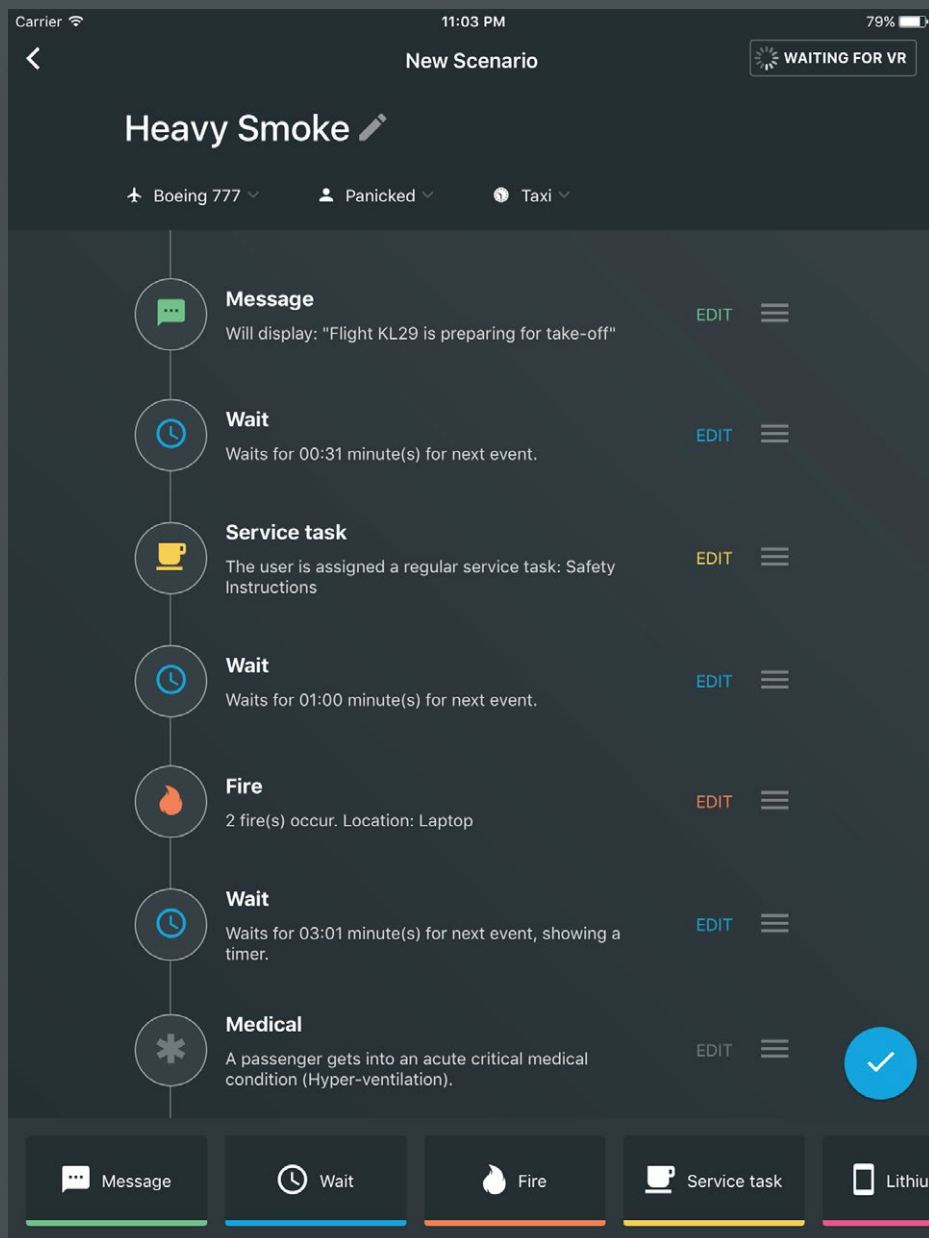 Carrier 11:03 PM 79%
New Scenario WAITING FOR VR
Heavy Smoke
Boeing 777 Panicked Taxi
Message
Will display: "Flight KL29 is preparing for take-off"
EDIT
Wait
Waits for 00:31 minute(s) for next event.
EDIT
Service task
The user is assigned a regular service task: Safety
Instructions
EDIT
Wait
Waits for 01:00 minute(s) for next event.
EDIT
Fire
2 fire(s) occur. Location: Laptop
EDIT
Wait
Waits for 03:01 minute(s) for next event, showing a
timer.
EDIT
Medical
A passenger gets into an acute critical medical
condition (Hyper-ventilation).
EDIT
Message Wait Fire Service task Lithiu